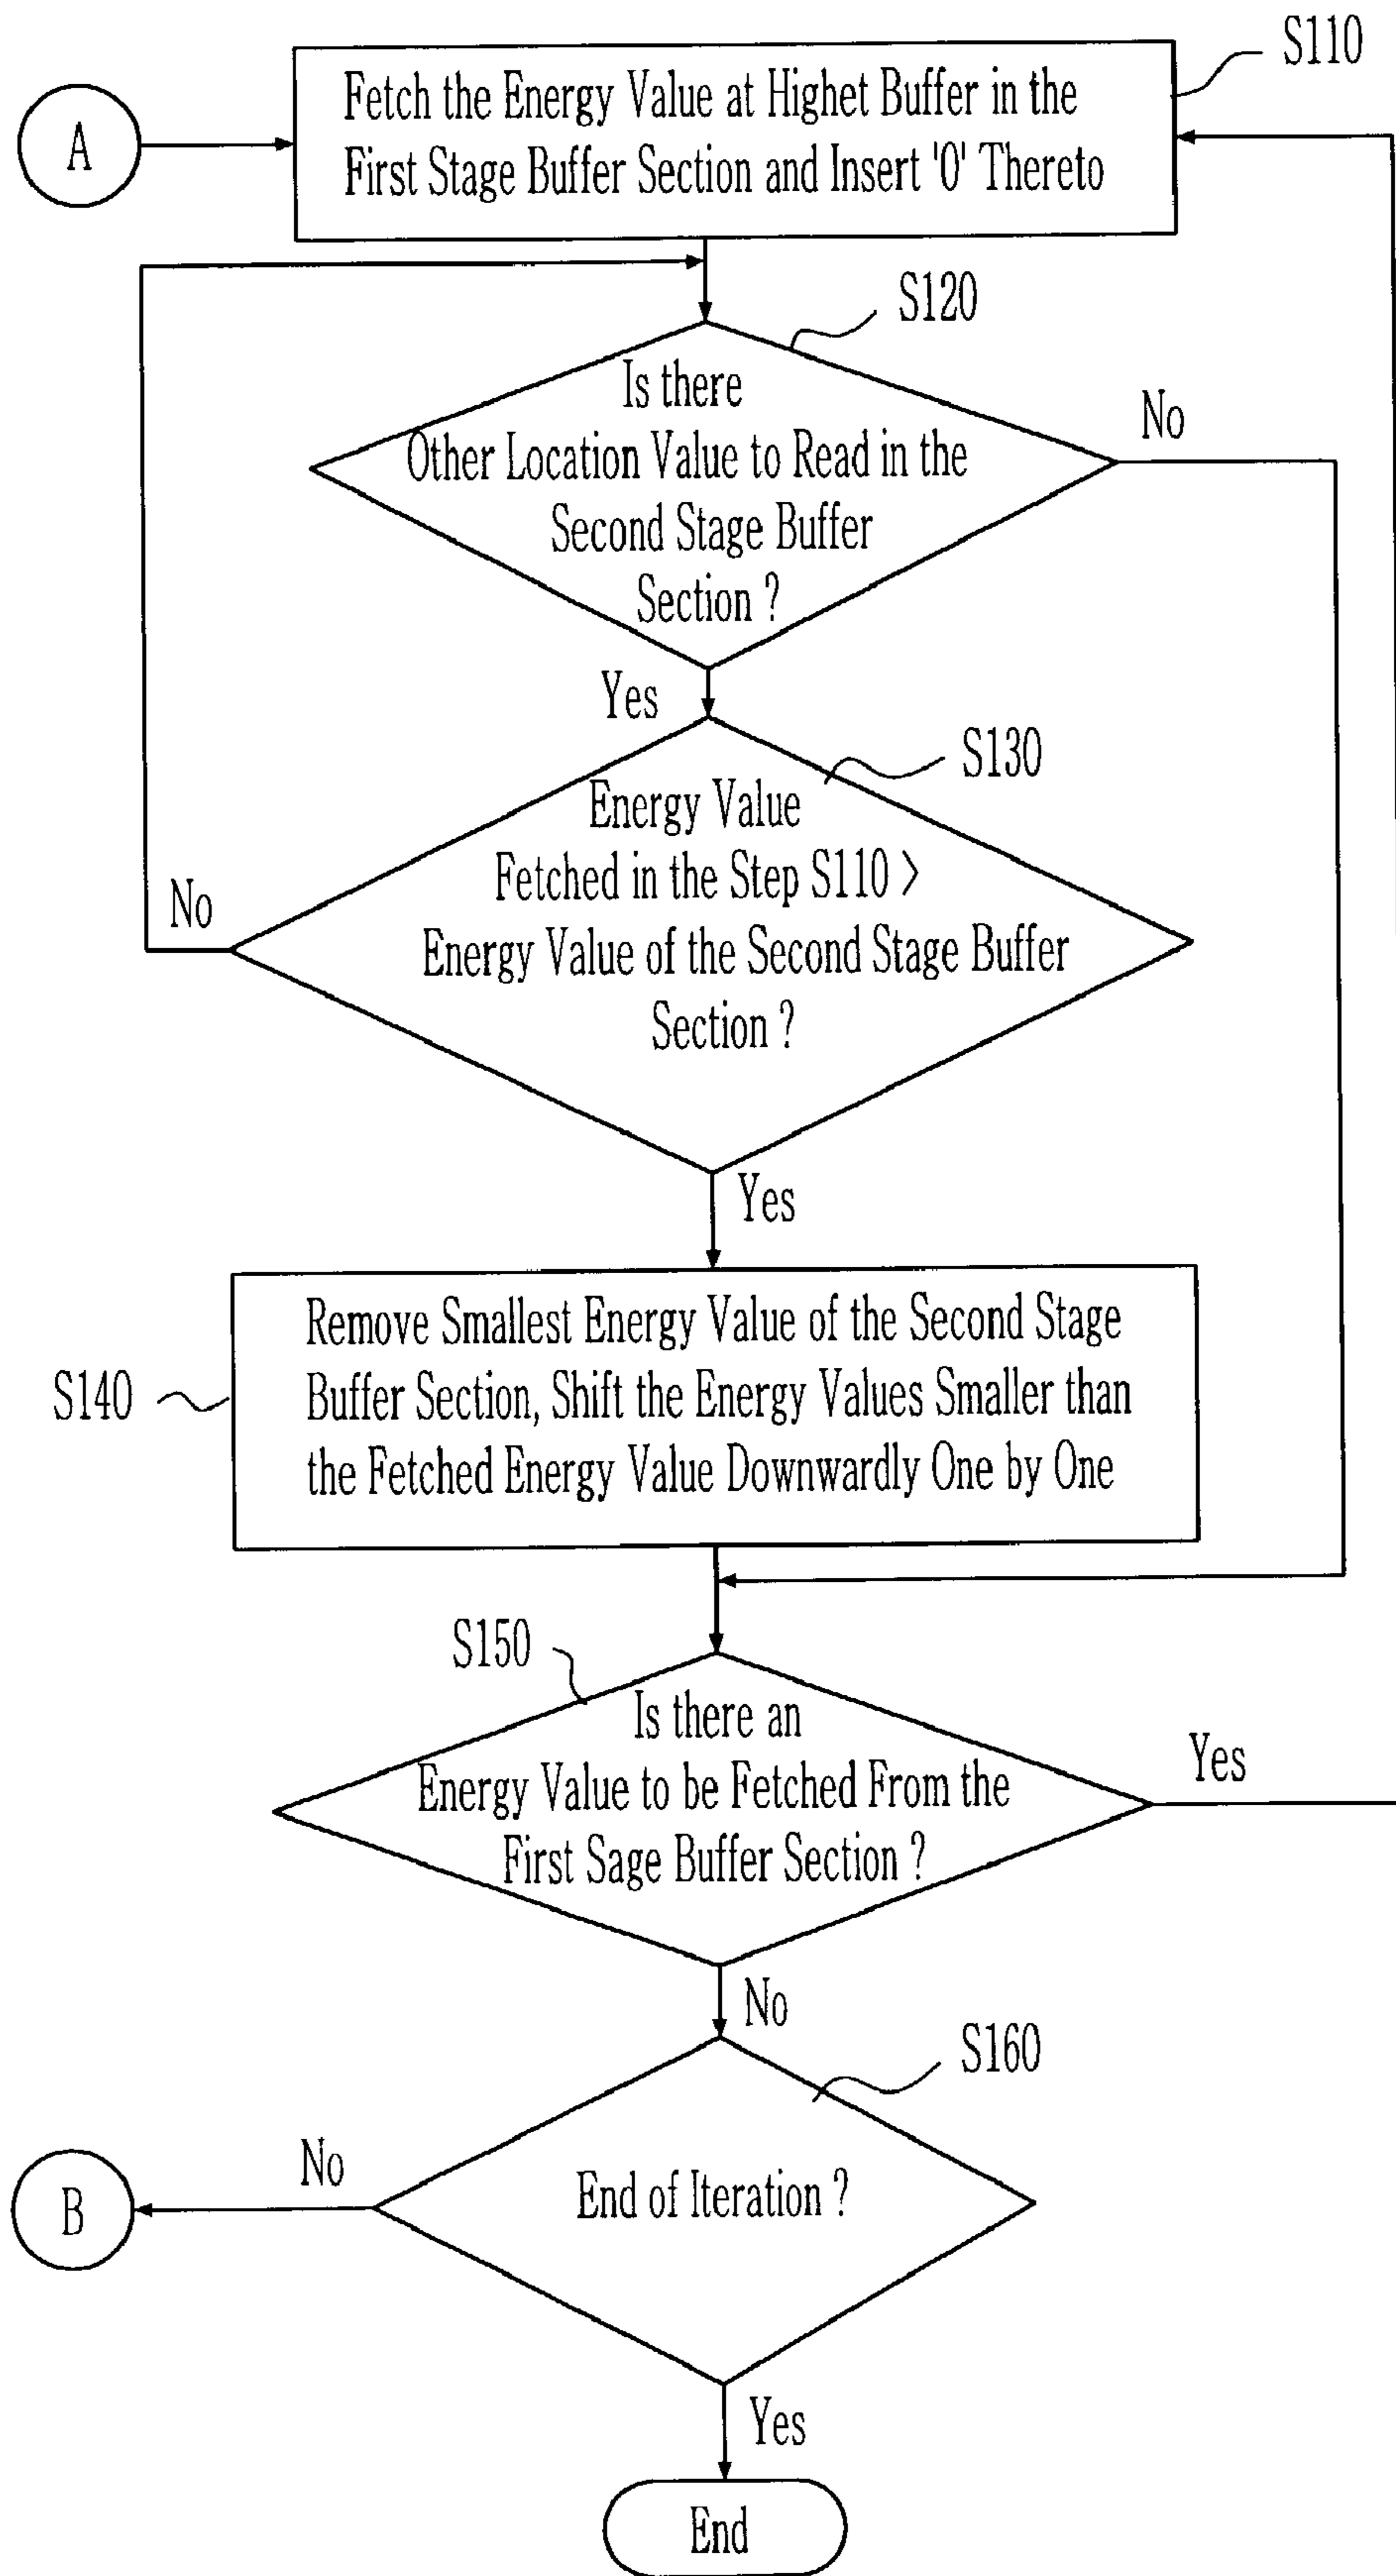 S110
A
Fetch the Energy Value at Highet Buffer in the
First Stage Buffer Section and Insert '0' Thereto
S120
Is there
Other Location Value to Read in the
Second Stage Buffer
Section ?
No
Yes
S130
Energy Value
Fetched in the Step S110 >
Energy Value of the Second Stage Buffer
Section ?
No
Yes
S140
Remove Smallest Energy Value of the Second Stage
Buffer Section, Shift the Energy Values Smaller than
the Fetched Energy Value Downwardly One by One
S150
Is there an
Energy Value to be Fetched From the
First Sage Buffer Section ?
Yes
No
S160
End of Iteration ?
No
B
Yes
End